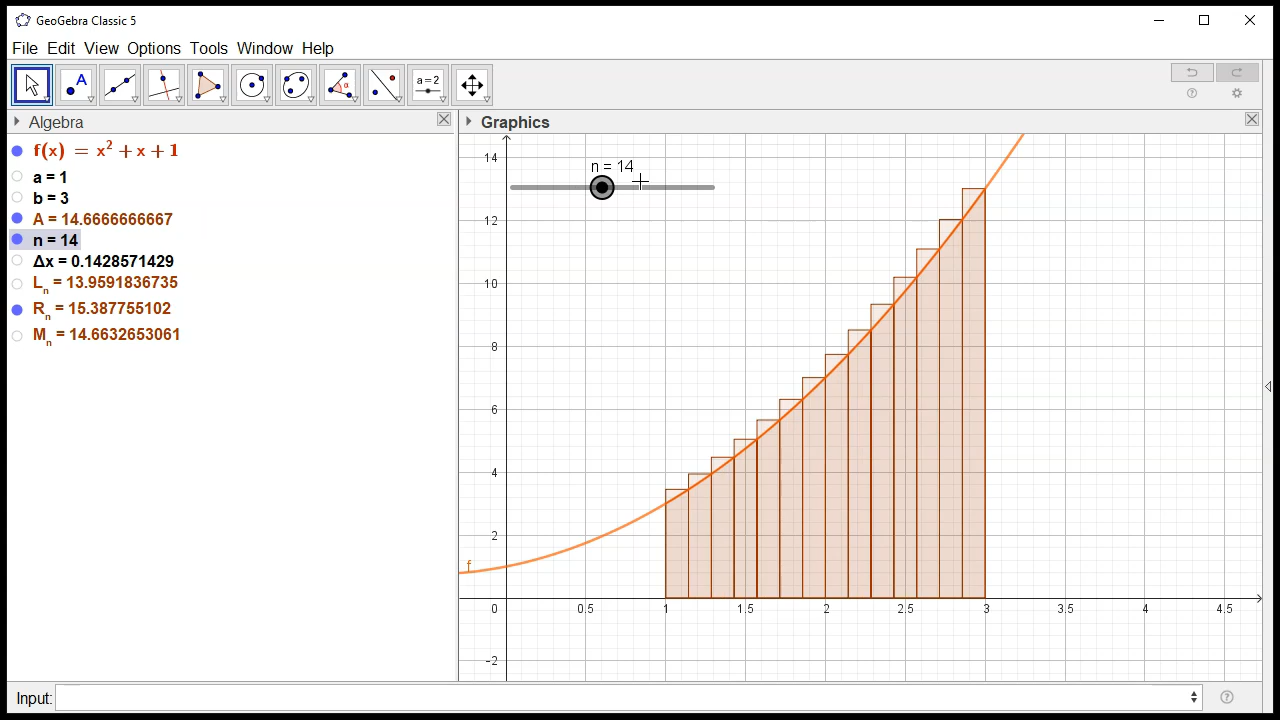 GeoGebra Classic 5
File Edit View Options Tools Window Help
A α a=2
Algebra
Graphics
f(x) = x² + x + 1
a = 1
b = 3
A = 14.6666666667
n = 14
Δx = 0.1428571429
Lₙ = 13.9591836735
Rₙ = 15.387755102
Mₙ = 14.6632653061
n = 14
14
12
10
8
6
4
2
0
-2
f
0.5 1 1.5 2 2.5 3 3.5 4 4.5
Input: